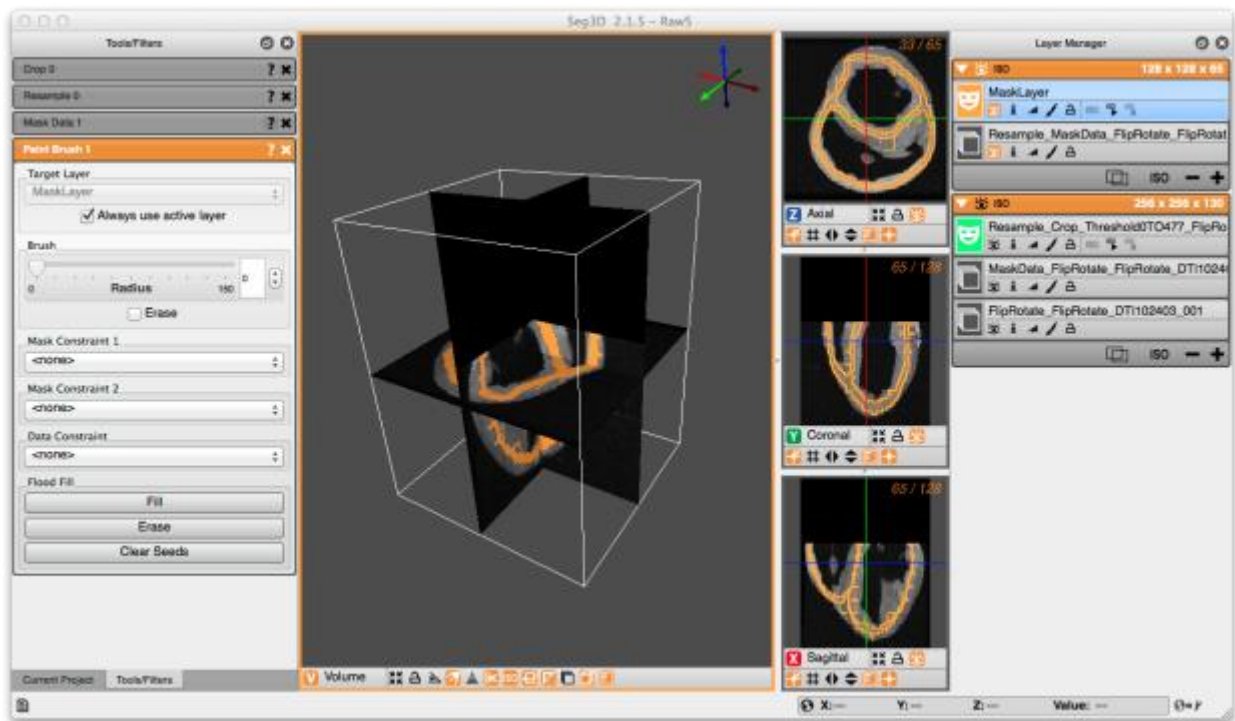 Seg3D 2.1.5 - Raw5
Tools/Filters
Crop 0
Resample 0
Mask Data 1
Paint Brush 1
Target Layer
MaskLayer
Always use active layer
Brush
0
Radius
180
0
Erase
Mask Constraint 1
<none>
Mask Constraint 2
<none>
Data Constraint
<none>
Flood Fill
Fill
Erase
Clear Seeds
Current Project
Tools/Filters
V Volume
33 / 65
Z Axial
65 / 128
Y Coronal
65 / 128
X Sagittal
Layer Manager
ISO 128 x 128 x 65
MaskLayer
Resample_MaskData_FlipRotate_FlipRotat
ISO
ISO 256 x 256 x 130
Resample_Crop_Threshold0TO477_FlipRo
MaskData_FlipRotate_FlipRotate_DTI10240
FlipRotate_FlipRotate_DTI102403_001
ISO
X: --- Y: --- Z: --- Value: ---